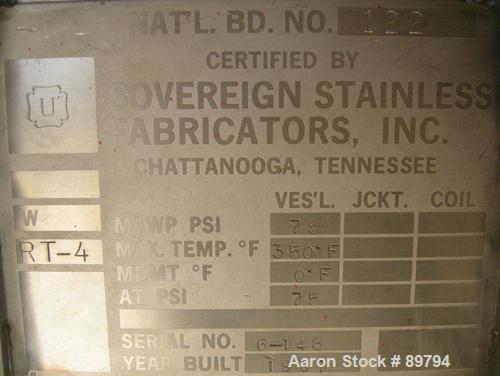 NAT'L. BD. NO. 122
CERTIFIED BY
U
SOVEREIGN STAINLESS
FABRICATORS, INC.
CHATTANOOGA, TENNESSEE
VES'L. JCKT. COIL
W
MAWP PSI 75
RT-4
MAX. TEMP. °F 350°F
MDMT °F 0°F
AT PSI 75
SERIAL NO. 6-148
YEAR BUILT
Aaron Stock # 89794